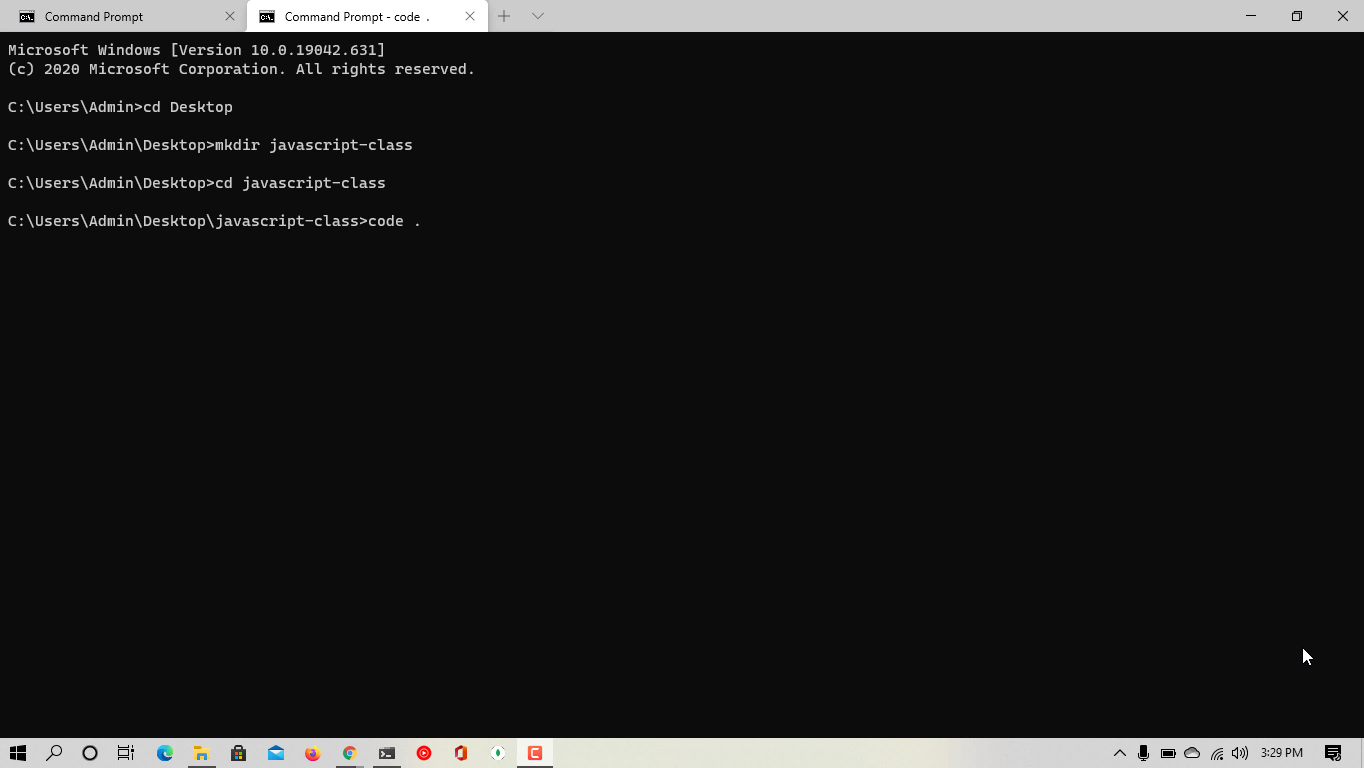 Command Prompt
Command Prompt - code  .
Microsoft Windows [Version 10.0.19042.631]
(c) 2020 Microsoft Corporation. All rights reserved.
C:\Users\Admin>cd Desktop
C:\Users\Admin\Desktop>mkdir javascript-class
C:\Users\Admin\Desktop>cd javascript-class
C:\Users\Admin\Desktop\javascript-class>code .
3:29 PM